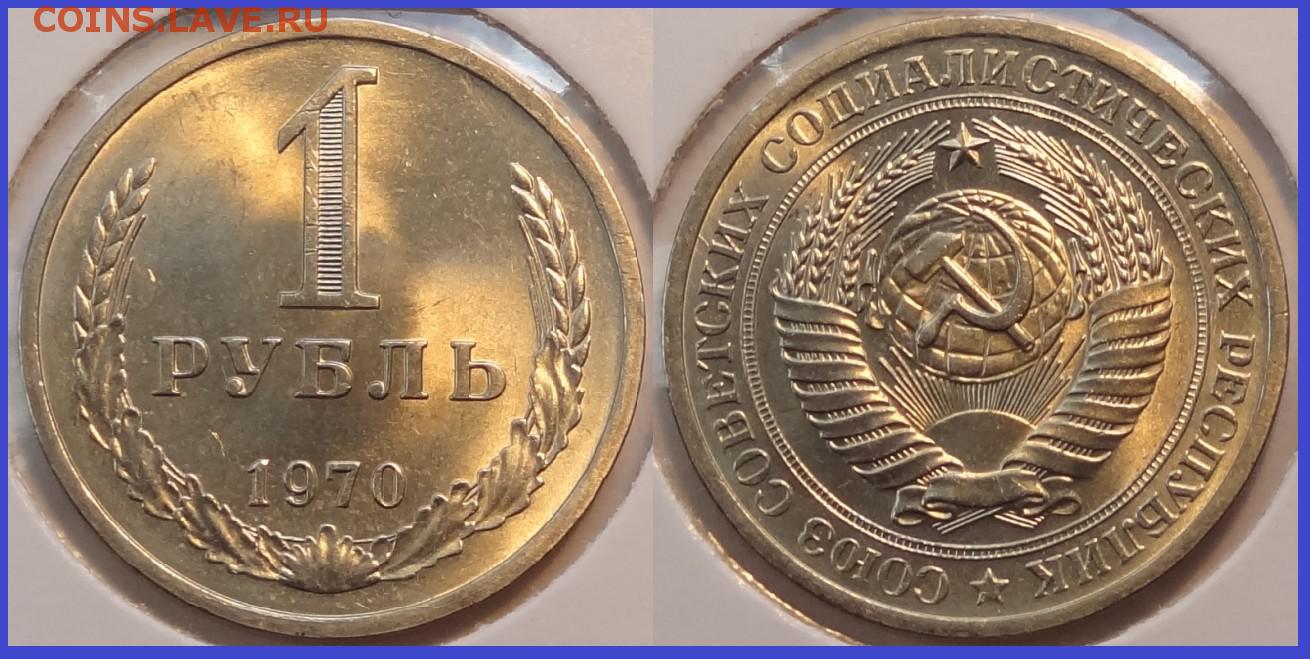 COINS.LAVE.RU
1
РУБЛЬ
1970
СОЮЗ СОВЕТСКИХ СОЦИАЛИСТИЧЕСКИХ РЕСПУБЛИК